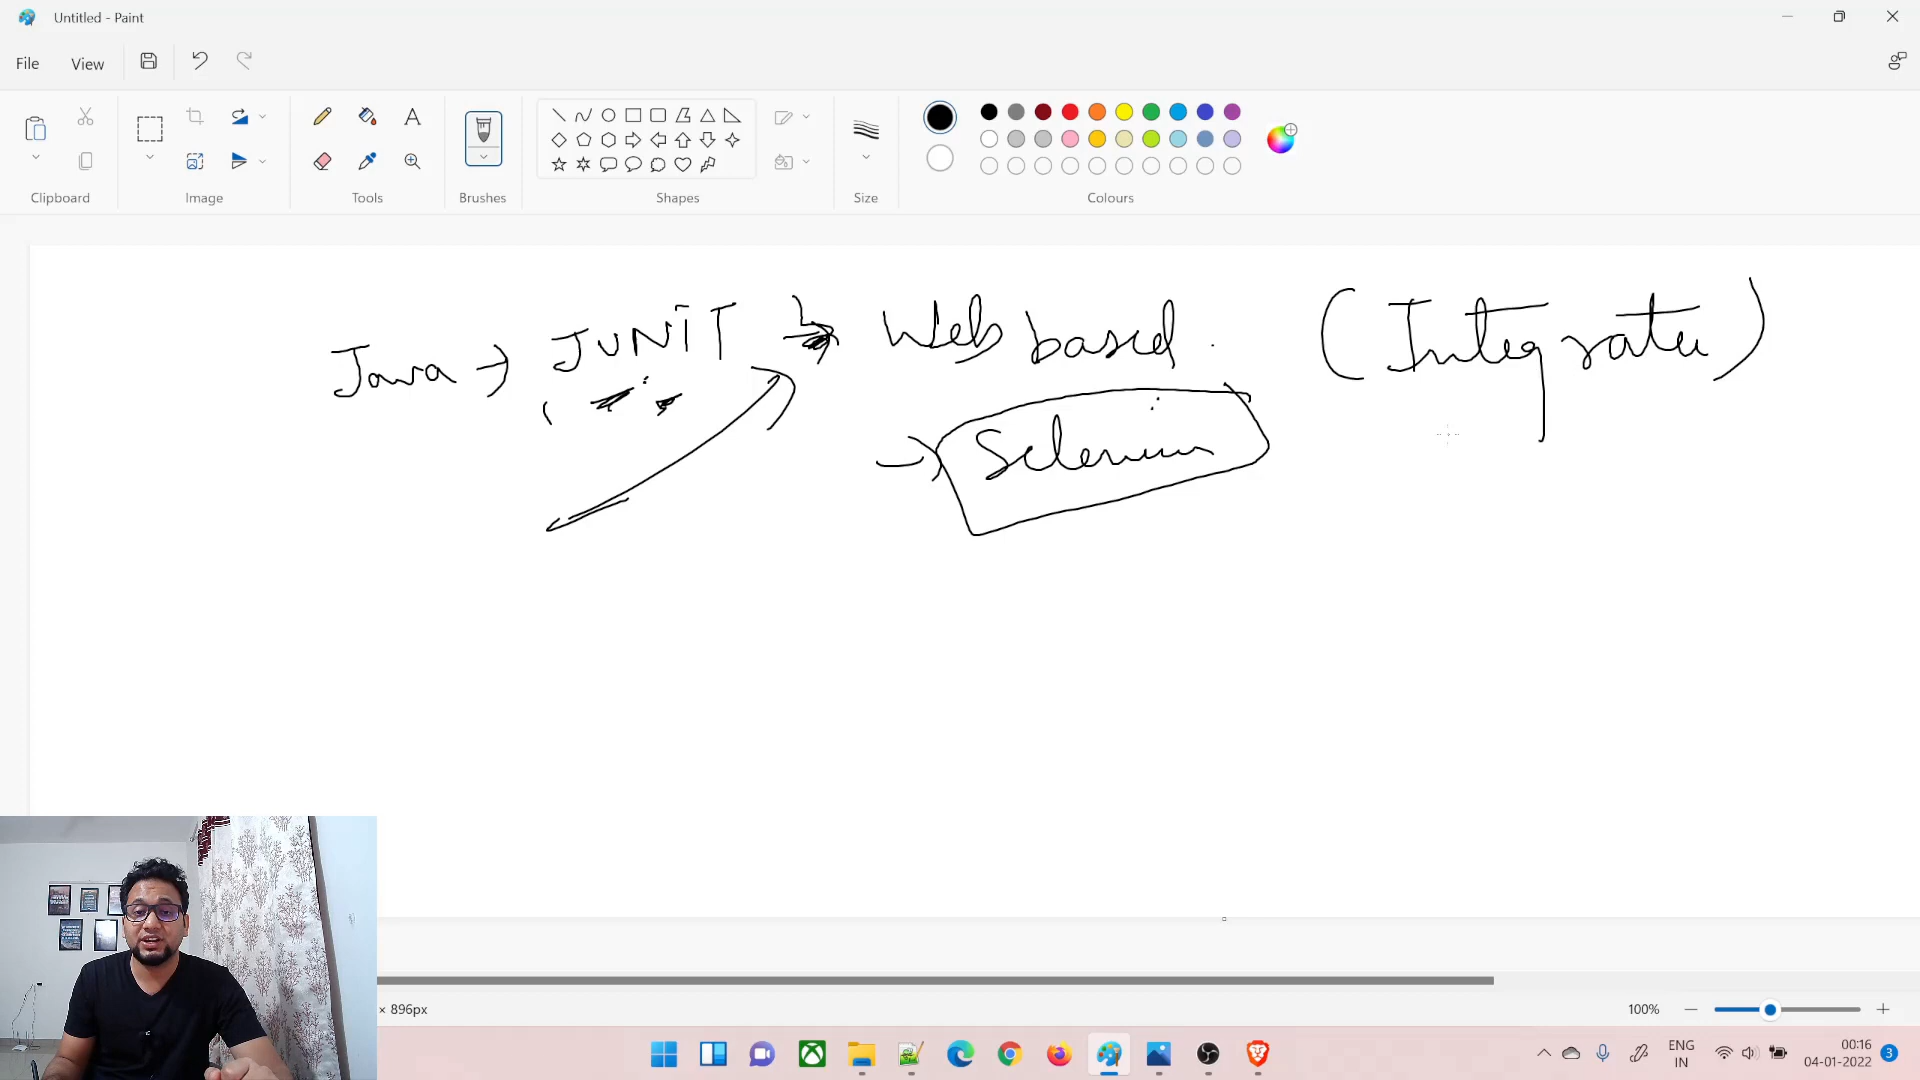 Untitled - Paint
File View
Clipboard Image Tools Brushes Shapes Size Colours
Java → JUNIT → Web based. (Integrate)
→ Selenium
× 896px 100%
ENG
IN
00:16
04-01-2022 3